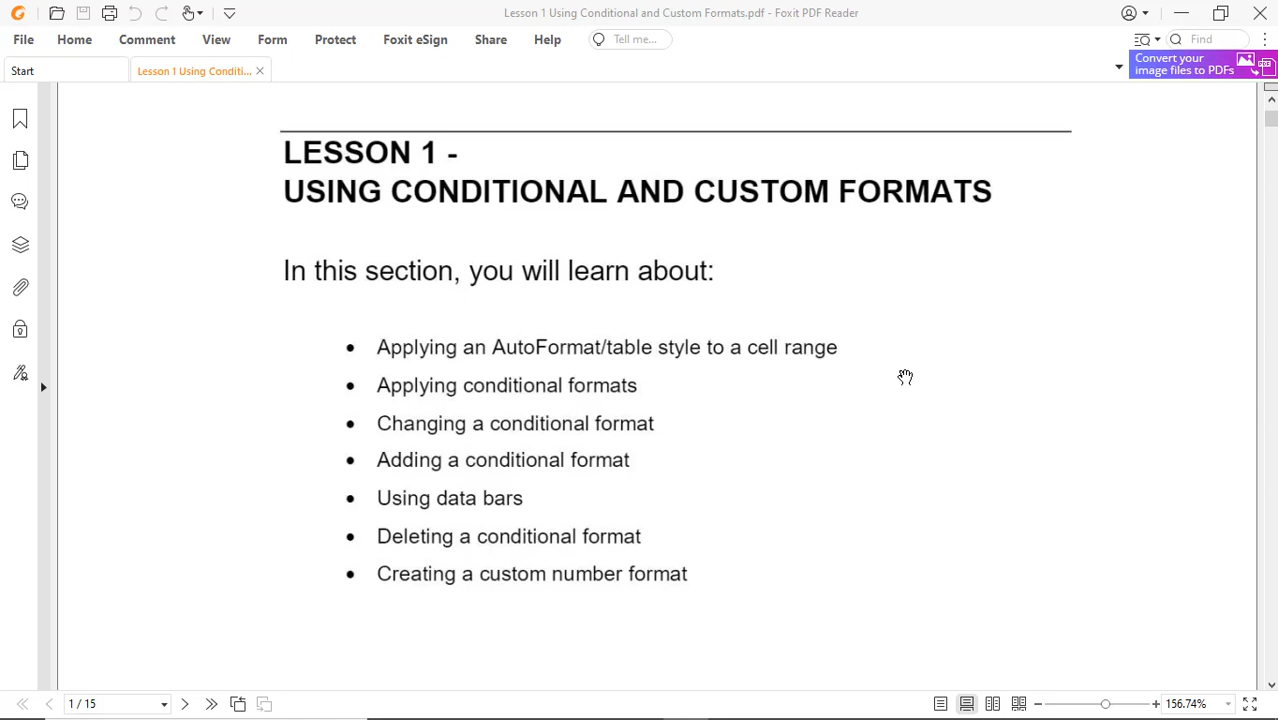 Lesson 1 Using Conditional and Custom Formats.pdf - Foxit PDF Reader
File Home Comment View Form Protect Foxit eSign Share Help Tell me... Find
Start Lesson 1 Using Conditi...
Convert your
image files to PDFs
LESSON 1 -
USING CONDITIONAL AND CUSTOM FORMATS
In this section, you will learn about:
• Applying an AutoFormat/table style to a cell range
• Applying conditional formats
• Changing a conditional format
• Adding a conditional format
• Using data bars
• Deleting a conditional format
• Creating a custom number format
1 / 15 156.74%